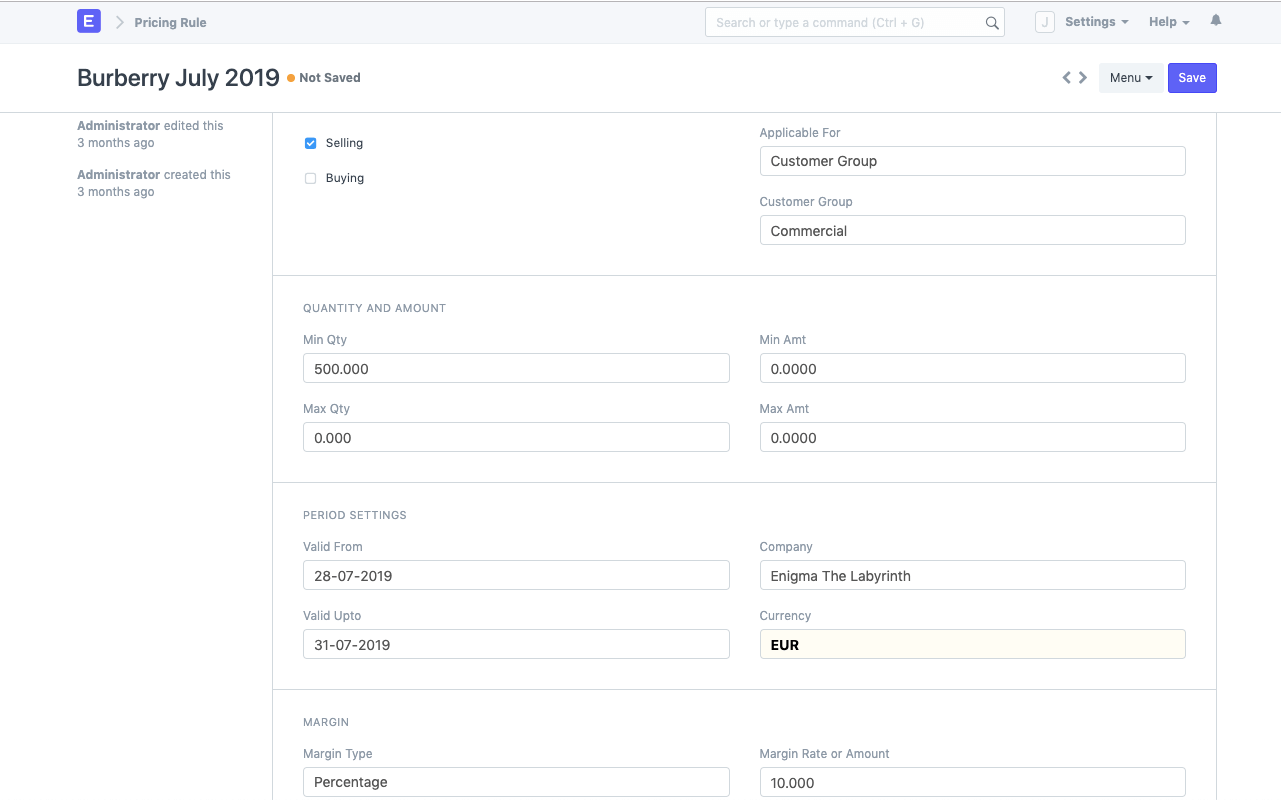 E
Pricing Rule
Search or type a command (Ctrl + G)
J
Settings
Help
Burberry July 2019
Not Saved
Menu
Save
Administrator edited this
3 months ago
Administrator created this
3 months ago
Selling
Buying
Applicable For
Customer Group
Customer Group
Commercial
QUANTITY AND AMOUNT
Min Qty
500.000
Max Qty
0.000
Min Amt
0.0000
Max Amt
0.0000
PERIOD SETTINGS
Valid From
28-07-2019
Valid Upto
31-07-2019
Company
Enigma The Labyrinth
Currency
EUR
MARGIN
Margin Type
Percentage
Margin Rate or Amount
10.000